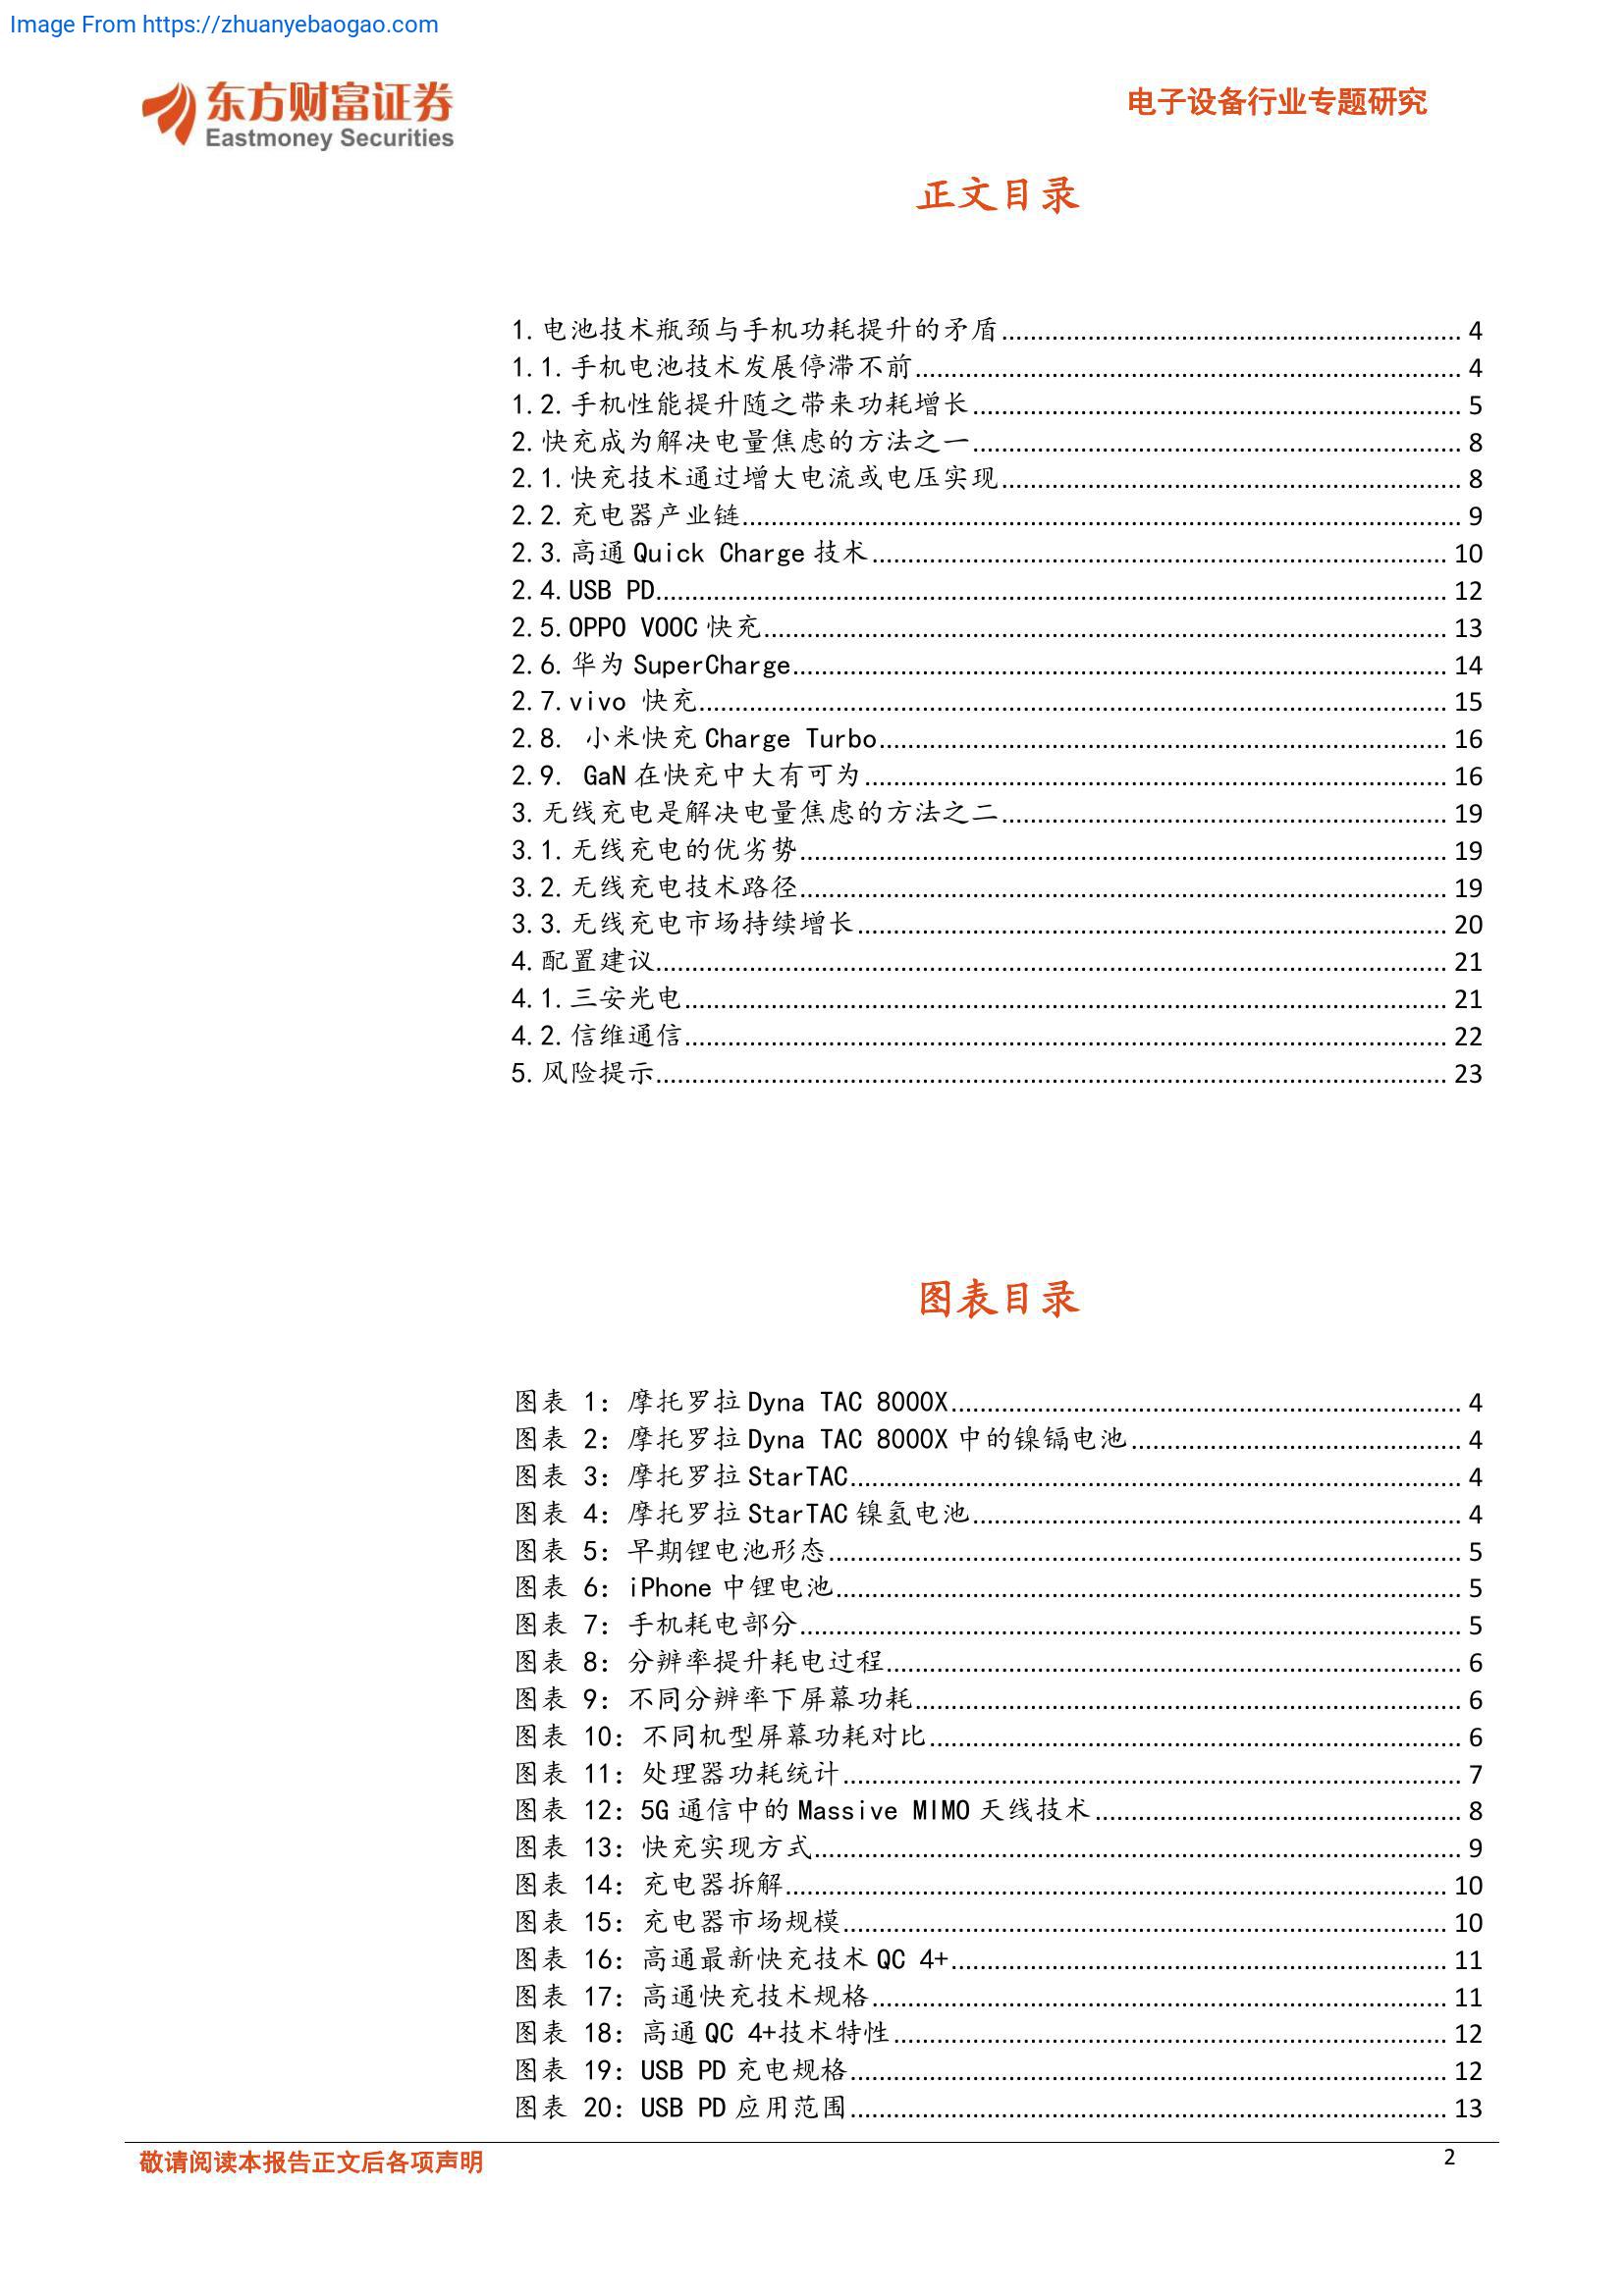 Image From https://zhuanyebaogao.com
东方财富证券
Eastmoney Securities
电子设备行业专题研究
正文目录
1.电池技术瓶颈与手机功耗提升的矛盾 4
1.1.手机电池技术发展停滞不前 4
1.2.手机性能提升随之带来功耗增长 5
2.快充成为解决电量焦虑的方法之一 8
2.1.快充技术通过增大电流或电压实现 8
2.2.充电器产业链 9
2.3.高通 Quick Charge 技术 10
2.4.USB PD 12
2.5.OPPO VOOC 快充 13
2.6.华为 SuperCharge 14
2.7.vivo 快充 15
2.8. 小米快充 Charge Turbo 16
2.9. GaN 在快充中大有可为 16
3.无线充电是解决电量焦虑的方法之二 19
3.1.无线充电的优劣势 19
3.2.无线充电技术路径 19
3.3.无线充电市场持续增长 20
4.配置建议 21
4.1.三安光电 21
4.2.信维通信 22
5.风险提示 23
图表目录
图表 1：摩托罗拉 Dyna TAC 8000X 4
图表 2：摩托罗拉 Dyna TAC 8000X 中的镍镉电池 4
图表 3：摩托罗拉 StarTAC 4
图表 4：摩托罗拉 StarTAC 镍氢电池 4
图表 5：早期锂电池形态 5
图表 6：iPhone 中锂电池 5
图表 7：手机耗电部分 5
图表 8：分辨率提升耗电过程 6
图表 9：不同分辨率下屏幕功耗 6
图表 10：不同机型屏幕功耗对比 6
图表 11：处理器功耗统计 7
图表 12：5G 通信中的 Massive MIMO 天线技术 8
图表 13：快充实现方式 9
图表 14：充电器拆解 10
图表 15：充电器市场规模 10
图表 16：高通最新快充技术 QC 4+ 11
图表 17：高通快充技术规格 11
图表 18：高通 QC 4+技术特性 12
图表 19：USB PD 充电规格 12
图表 20：USB PD 应用范围 13
敬请阅读本报告正文后各项声明 2